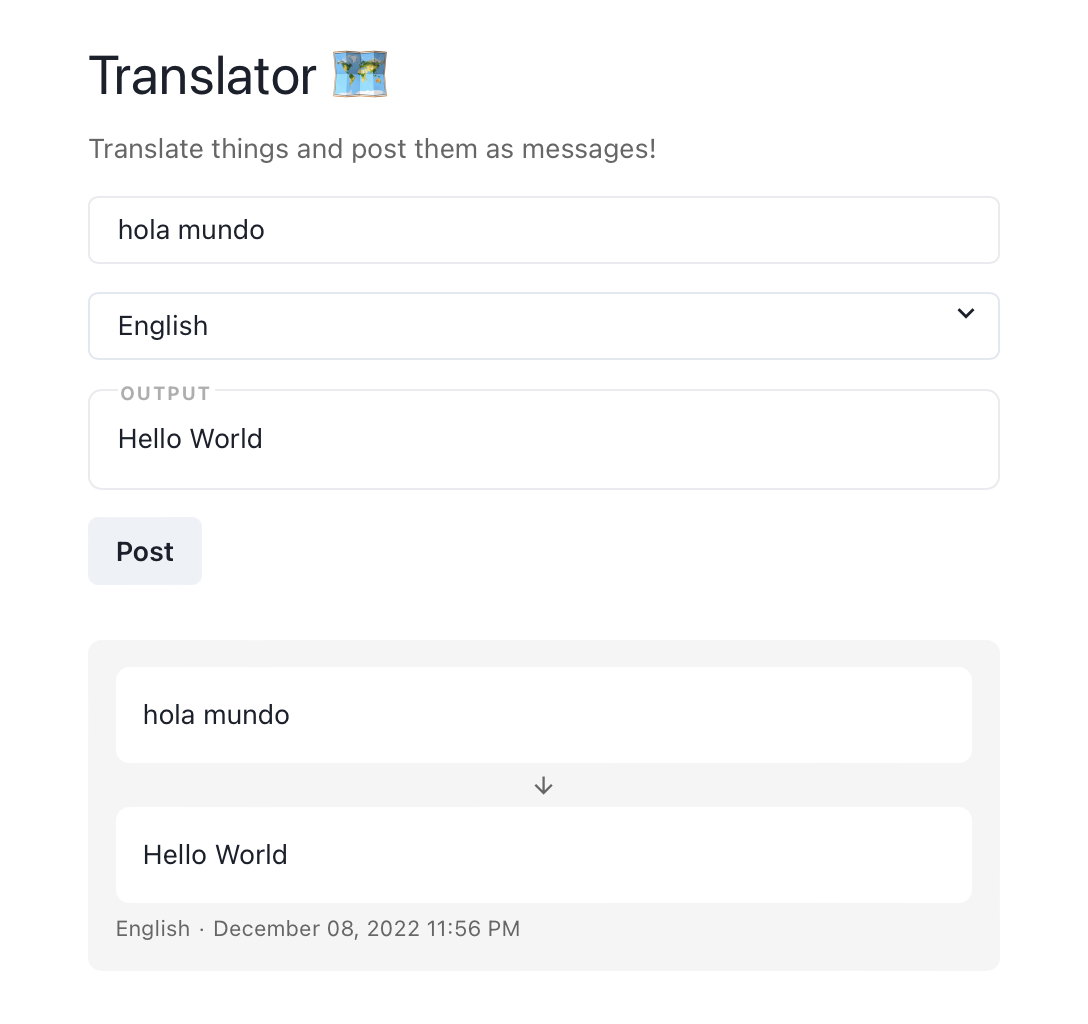 Translator 🗺️
Translate things and post them as messages!
hola mundo
English
OUTPUT
Hello World
Post
hola mundo
↓
Hello World
English · December 08, 2022 11:56 PM